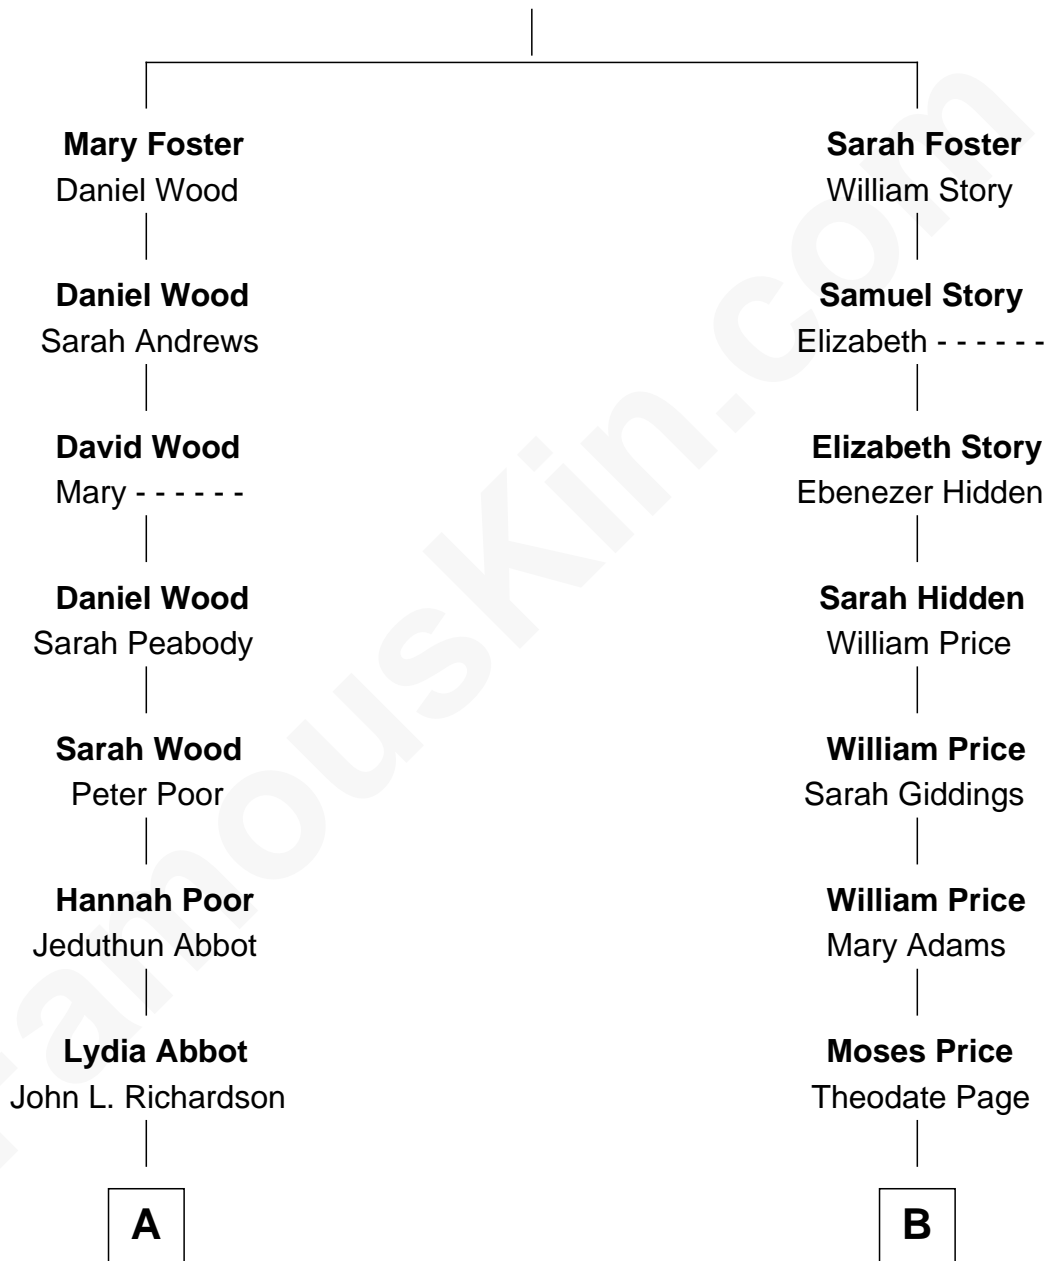 Mary Foster
Daniel Wood
Daniel Wood
Sarah Andrews
David Wood
Mary - - - - - -
Daniel Wood
Sarah Peabody
Sarah Wood
Peter Poor
Hannah Poor
Jeduthun Abbot
Lydia Abbot
John L. Richardson
A
Sarah Foster
William Story
Samuel Story
Elizabeth - - - - - -
Elizabeth Story
Ebenezer Hidden
Sarah Hidden
William Price
William Price
Sarah Giddings
William Price
Mary Adams
Moses Price
Theodate Page
B
FamousKin.com